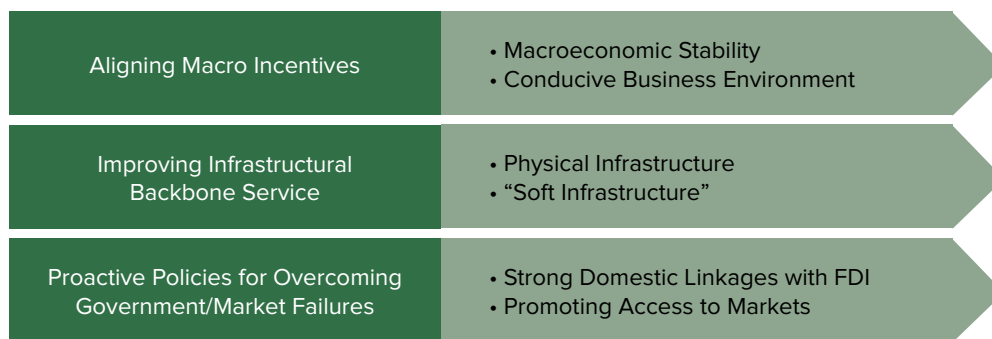 Aligning Macro Incentives
• Macroeconomic Stability
• Conducive Business Environment
Improving Infrastructural
Backbone Service
• Physical Infrastructure
• “Soft Infrastructure”
Proactive Policies for Overcoming
Government/Market Failures
• Strong Domestic Linkages with FDI
• Promoting Access to Markets